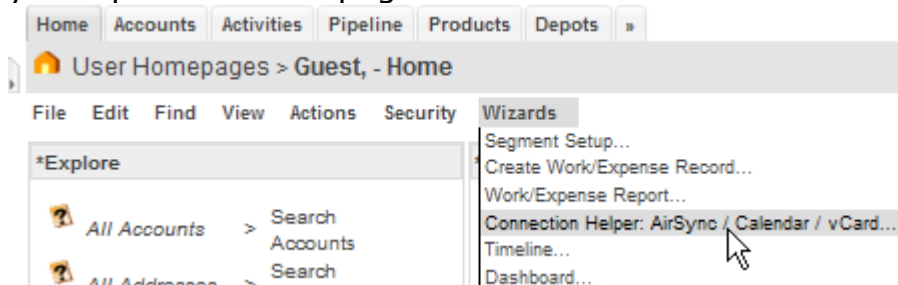 Home Accounts Activities Pipeline Products Depots »
User Homepages > Guest, - Home
File Edit Find View Actions Security Wizards
*Explore
Segment Setup...
Create Work/Expense Record...
Work/Expense Report...
Connection Helper: AirSync / Calendar / vCard...
Timeline...
Dashboard...
All Accounts > Search
Accounts
All Addresses > Search